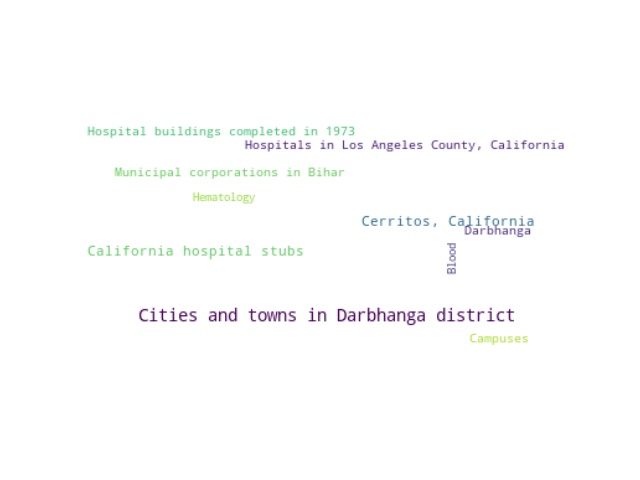 Hospital buildings completed in 1973
Hospitals in Los Angeles County, California
Municipal corporations in Bihar
Hematology
Cerritos, California
Darbhanga
Blood
California hospital stubs
Cities and towns in Darbhanga district
Campuses